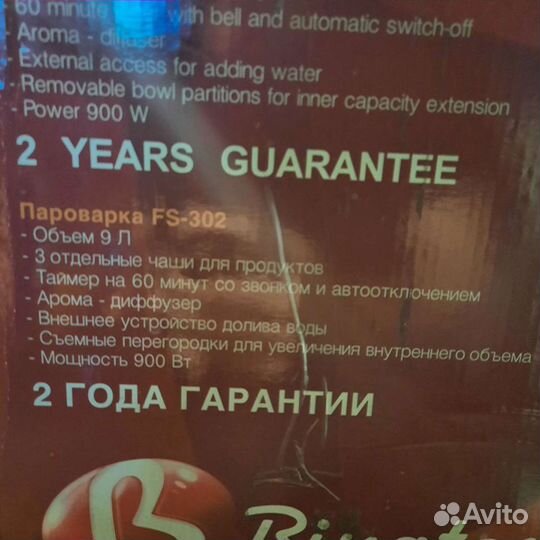 60 minute with bell and automatic switch-off
- Aroma - diffuser
- External access for adding water
- Removable bowl partitions for inner capacity extension
- Power 900 W
2 YEARS GUARANTEE
Пароварка FS-302
- Объем 9 Л
- 3 отдельные чаши для продуктов
- Таймер на 60 минут со звонком и автоотключением
- Арома - диффузер
- Внешнее устройство долива воды
- Съемные перегородки для увеличения внутреннего объема
- Мощность 900 Вт
2 ГОДА ГАРАНТИИ
Avito